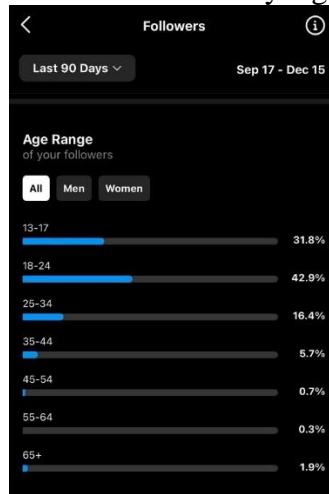 Followers
Last 90 Days
Sep 17 - Dec 15
Age Range
of your followers
All Men Women
13-17
31.8%
18-24
42.9%
25-34
16.4%
35-44
5.7%
45-54
0.7%
55-64
0.3%
65+
1.9%